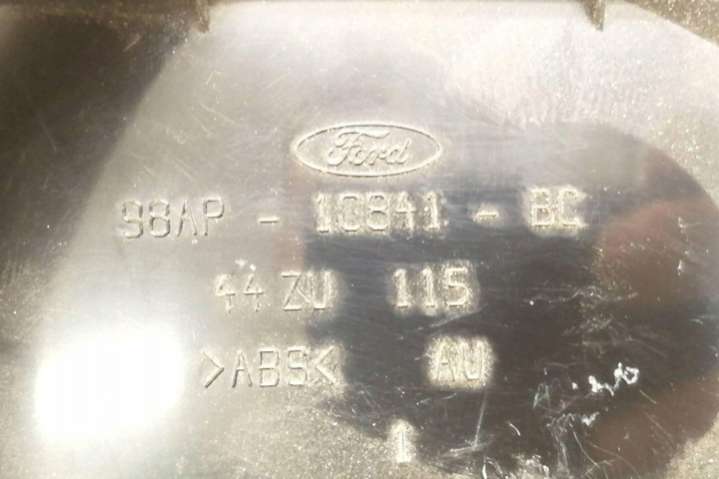 Ford
98AP - 10841 - BC
44 ZU 115
>ABS< AU
1